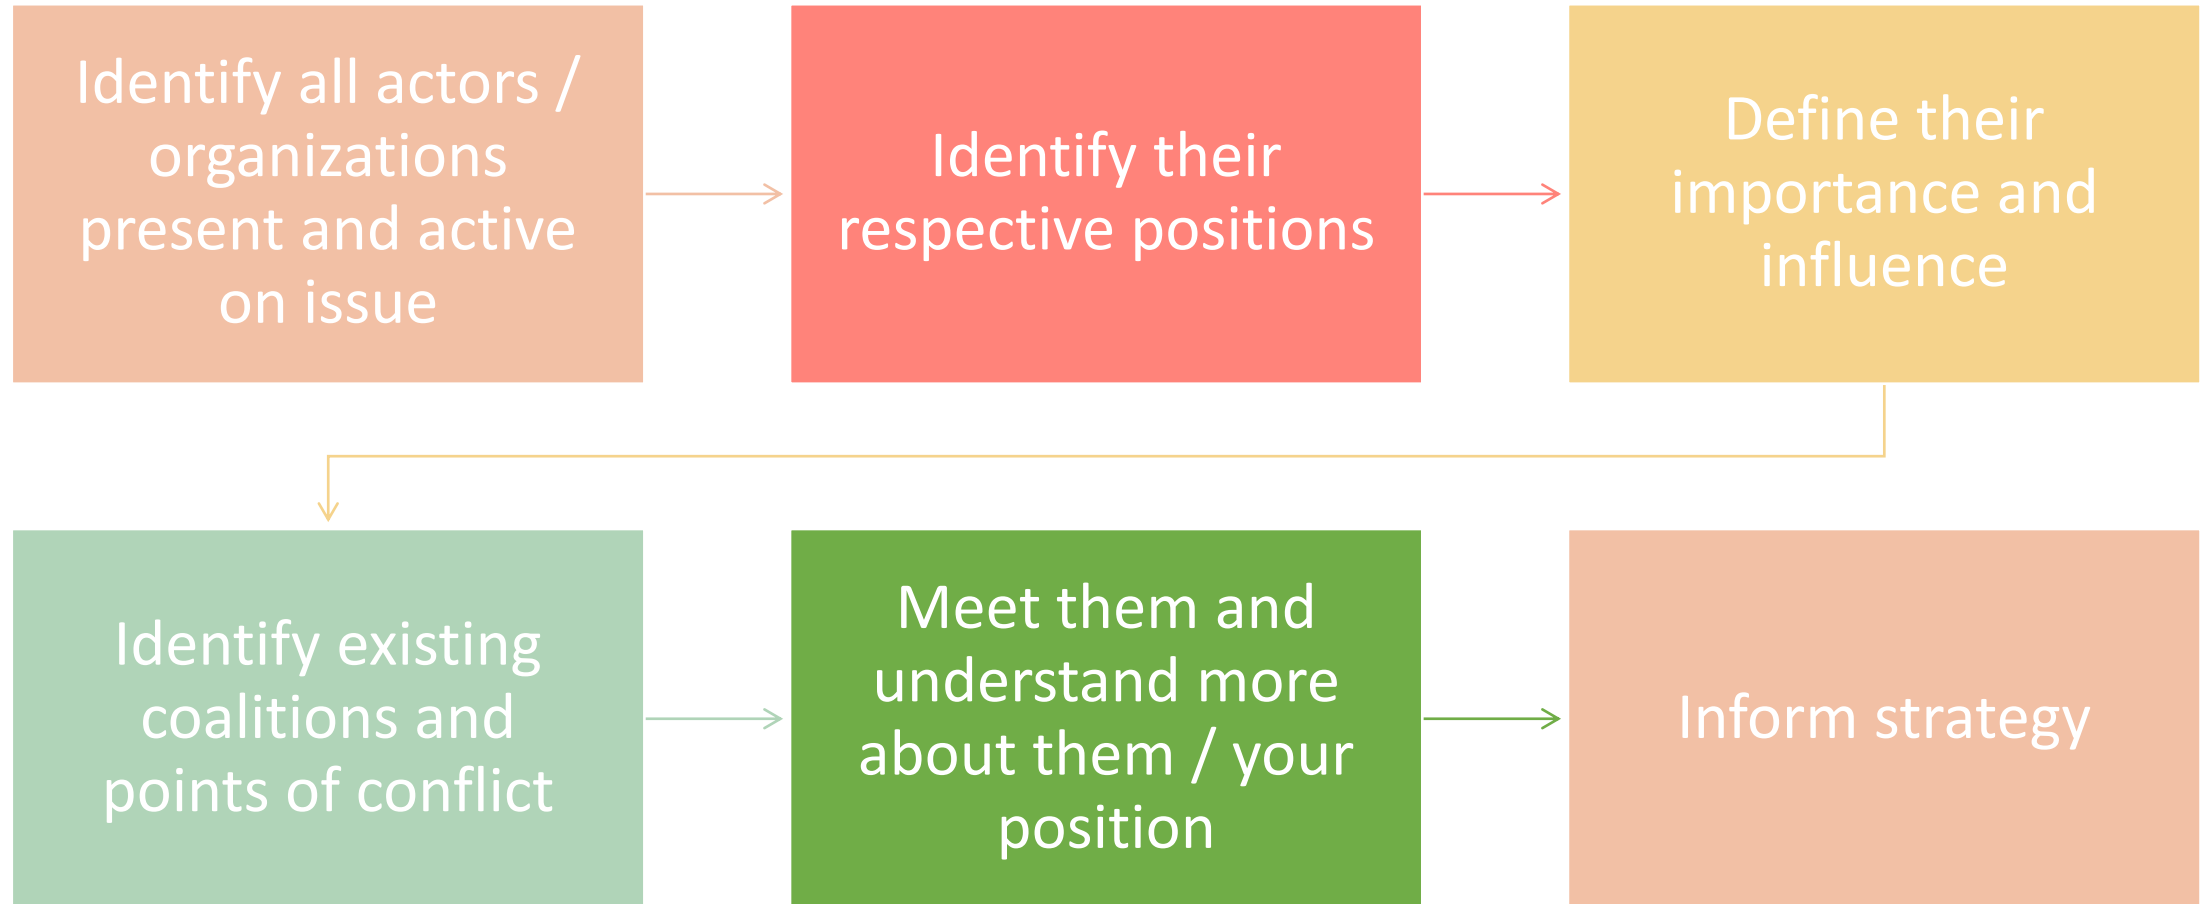 Identify all actors /
organizations
present and active
on issue
Identify their
respective positions
Define their
importance and
influence
Identify existing
coalitions and
points of conflict
Meet them and
understand more
about them / your
position
Inform strategy